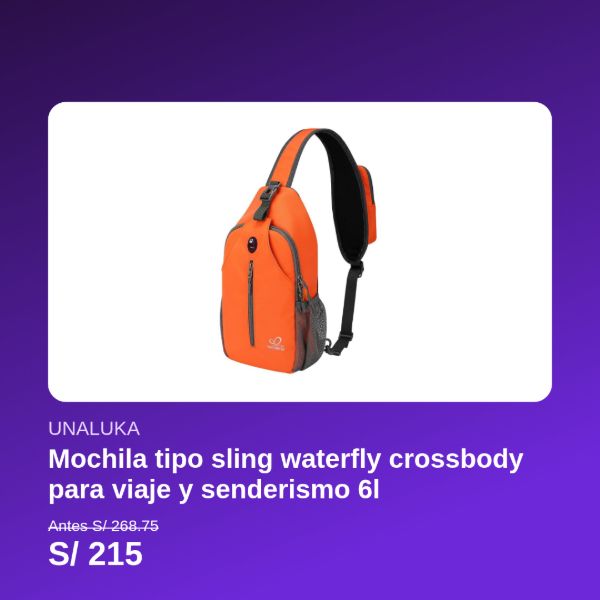 UNALUKA
Mochila tipo sling waterfly crossbody
para viaje y senderismo 6l
Antes S/ 268.75
S/ 215